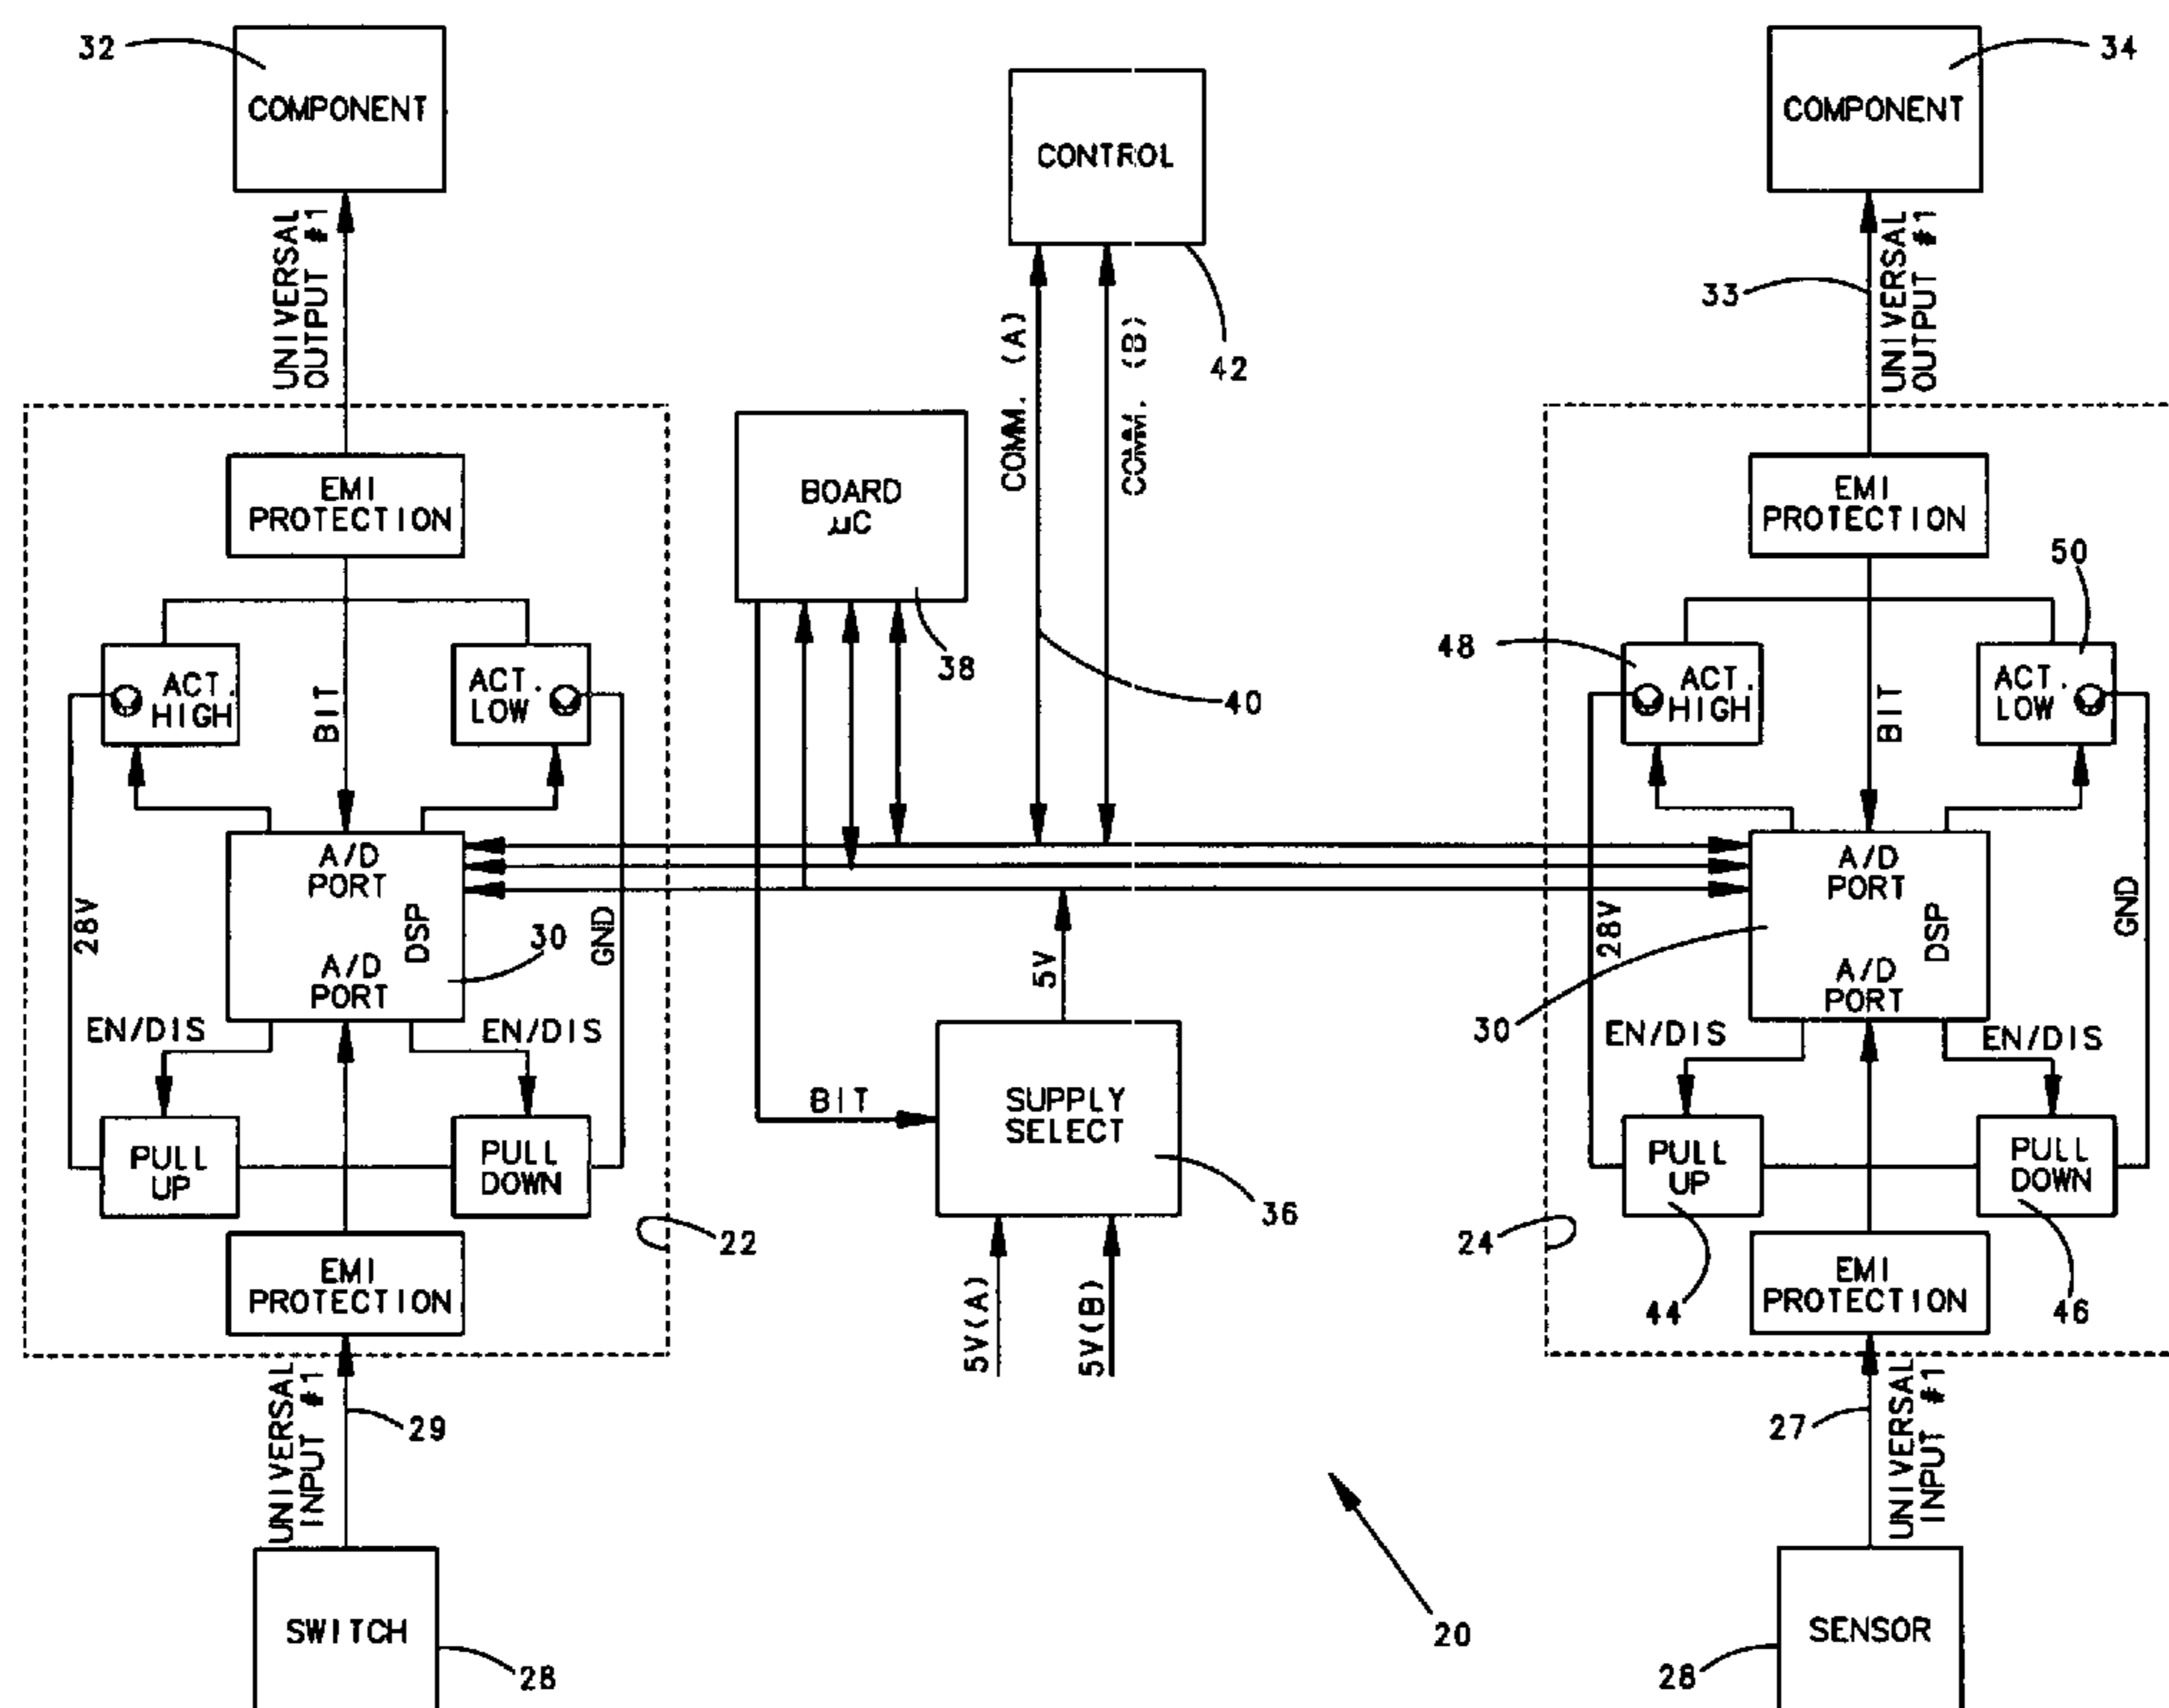 32
COMPONENT
UNIVERSAL
OUTPUT #1
EMI
PROTECTION
ACT.
HIGH
ACT.
LOW
BIT
28V
GND
A/D
PORT
DSP
A/D
PORT
30
EN/DIS
EN/DIS
PULL
UP
PULL
DOWN
EMI
PROTECTION
22
UNIVERSAL
INPUT #1
29
SWITCH
28
CONTROL
42
COMM. (A)
COMM. (B)
BOARD
µC
38
40
5V
BIT
SUPPLY
SELECT
36
5V(A)
5V(B)
20
34
COMPONENT
33
UNIVERSAL
OUTPUT #1
EMI
PROTECTION
50
48
ACT.
HIGH
ACT.
LOW
BIT
28V
GND
A/D
PORT
DSP
A/D
PORT
30
EN/DIS
EN/DIS
PULL
UP
PULL
DOWN
24
44
46
EMI
PROTECTION
27
UNIVERSAL
INPUT #1
SENSOR
28